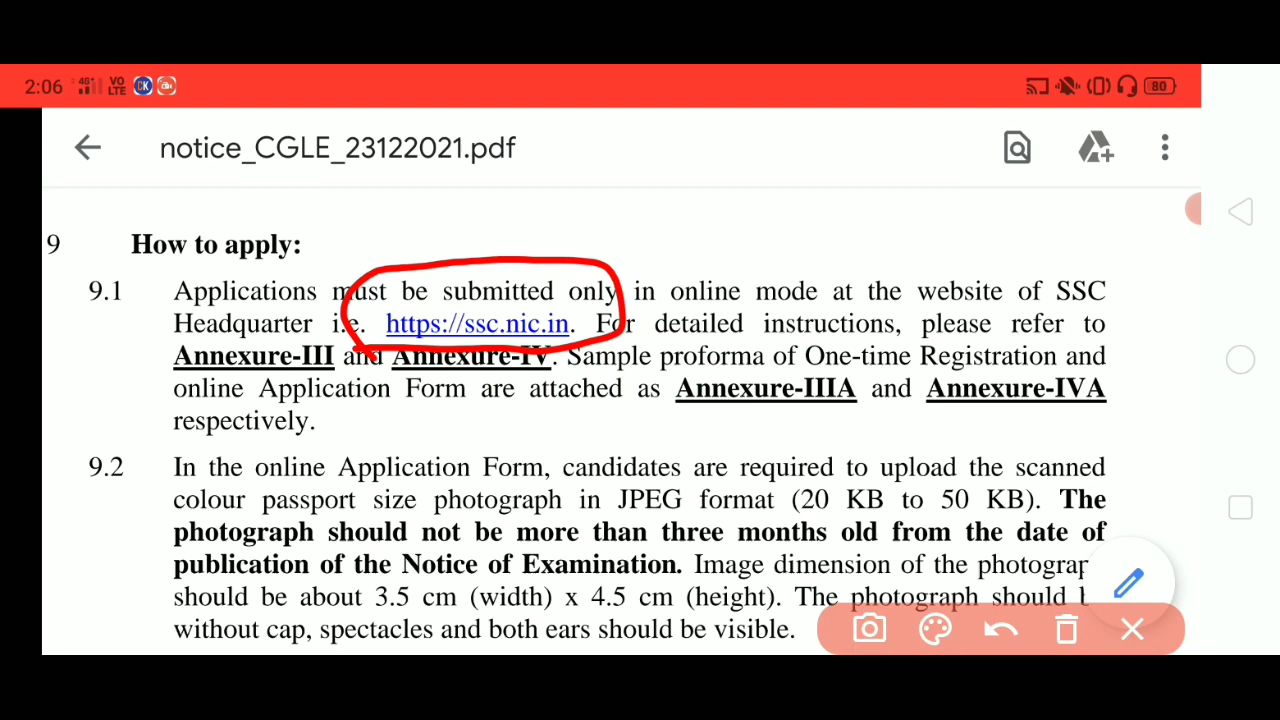 2:06 4G+ VO LTE CK 80
notice_CGLE_23122021.pdf
9 How to apply:
9.1 Applications must be submitted only in online mode at the website of SSC
Headquarter i.e. https://ssc.nic.in. For detailed instructions, please refer to
Annexure-III and Annexure-IV. Sample proforma of One-time Registration and
online Application Form are attached as Annexure-IIIA and Annexure-IVA
respectively.
9.2 In the online Application Form, candidates are required to upload the scanned
colour passport size photograph in JPEG format (20 KB to 50 KB). The
photograph should not be more than three months old from the date of
publication of the Notice of Examination. Image dimension of the photograp
should be about 3.5 cm (width) x 4.5 cm (height). The photograph should
without cap, spectacles and both ears should be visible.